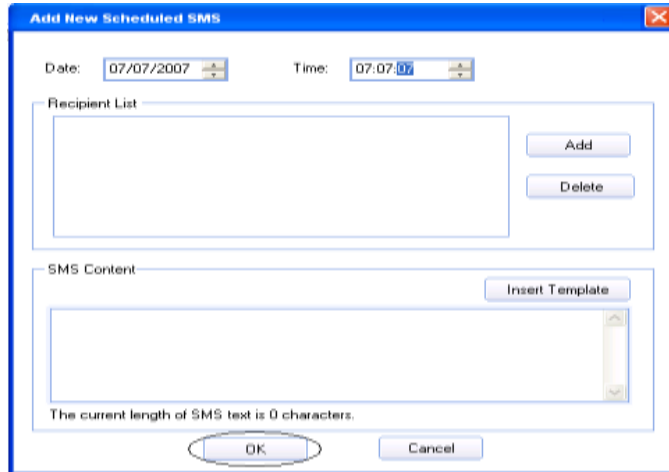 Add New Scheduled SMS
Date: 07/07/2007 Time: 07:07:07
Recipient List
Add
Delete
SMS Content
Insert Template
The current length of SMS text is 0 characters.
OK Cancel